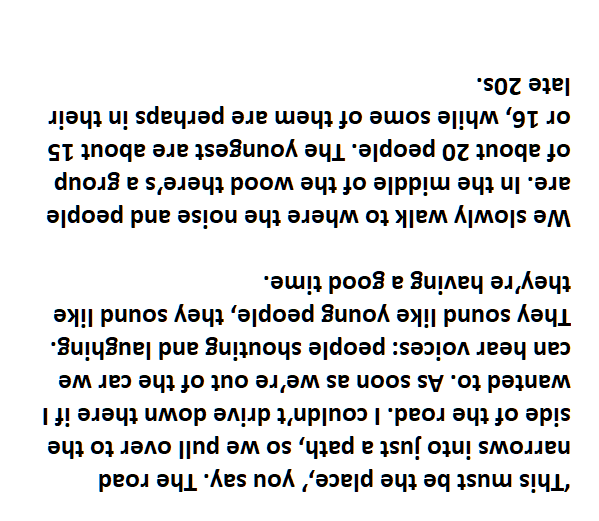 ‘This must be the place,’ you say. The road
narrows into just a path, so we pull over to the
side of the road. I couldn’t drive down there if I
wanted to. As soon as we’re out of the car we
can hear voices: people shouting and laughing.
They sound like young people, they sound like
they’re having a good time.
We slowly walk to where the noise and people
are. In the middle of the wood there’s a group
of about 20 people. The youngest are about 15
or 16, while some of them are perhaps in their
late 20s.